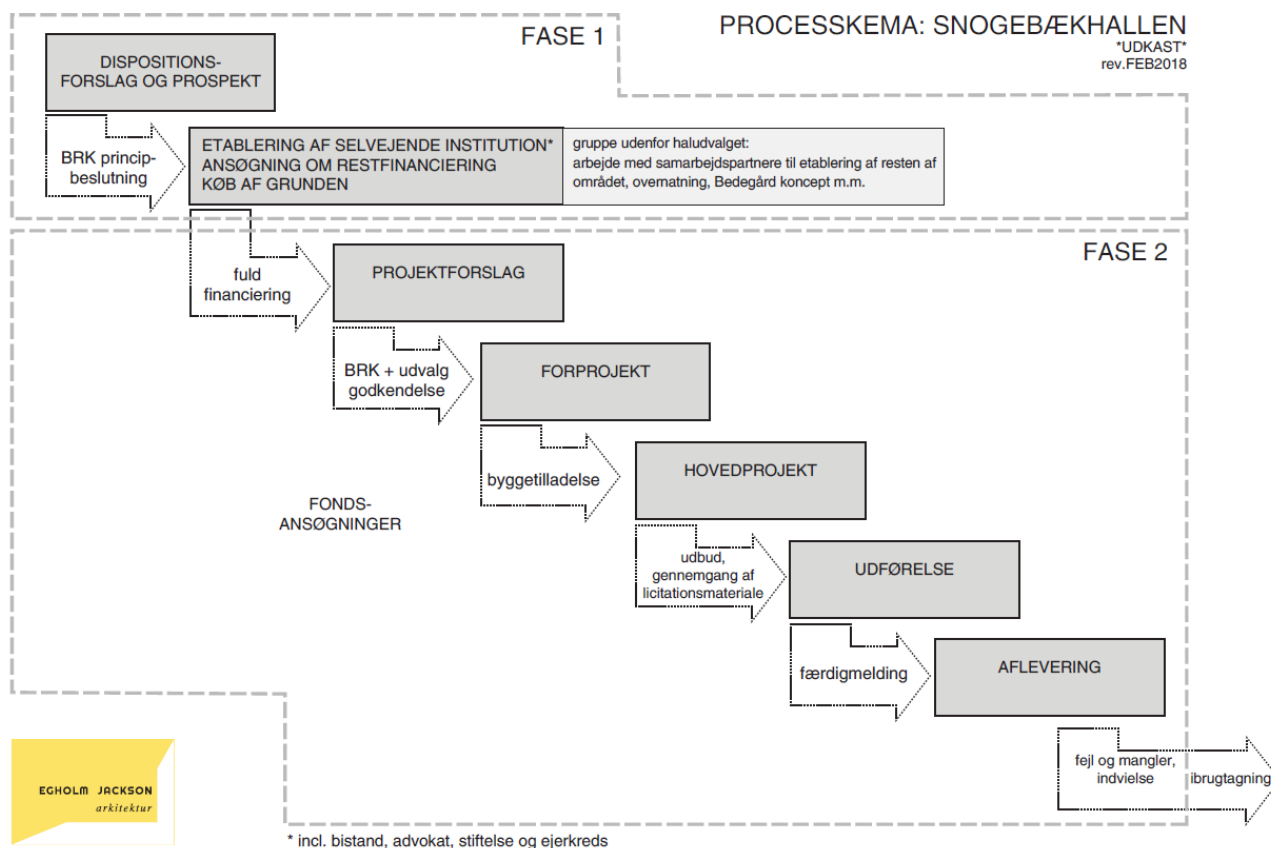 PROCESSKEMA: SNOGEBÆKHALLEN
*UDKAST*
rev.FEB2018
FASE 1
DISPOSITIONS-
FORSLAG OG PROSPEKT
BRK princip-
beslutning
ETABLERING AF SELVEJENDE INSTITUTION*
ANSØGNING OM RESTFINANCIERING
KØB AF GRUNDEN
gruppe udenfor haludvalget:
arbejde med samarbejdspartnere til etablering af resten af
området, overnatning, Bedegård koncept m.m.
FASE 2
fuld
financiering
PROJEKTFORSLAG
BRK + udvalg
godkendelse
FORPROJEKT
byggetilladelse
HOVEDPROJEKT
FONDS-
ANSØGNINGER
udbud,
gennemgang af
licitationsmateriale
UDFØRELSE
færdigmelding
AFLEVERING
fejl og mangler,
indvielse
ibrugtagning
EGHOLM JACKSON
arkitektur
* incl. bistand, advokat, stiftelse og ejerkreds